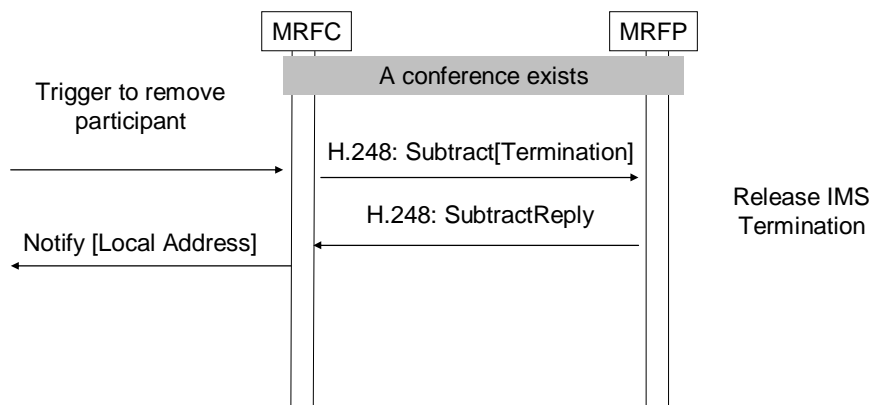 MRFC
MRFP
A conference exists
Trigger to remove
participant
H.248: Subtract[Termination]
H.248: SubtractReply
Release IMS
Termination
Notify [Local Address]